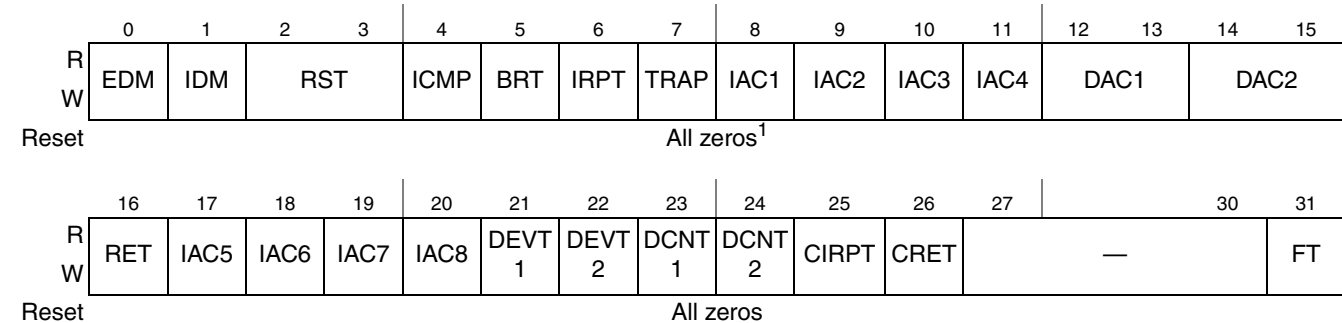 0 1 2 3 4 5 6 7 8 9 10 11 12 13 14 15
R
W
EDM IDM RST ICMP BRT IRPT TRAP IAC1 IAC2 IAC3 IAC4 DAC1 DAC2
Reset All zeros1
16 17 18 19 20 21 22 23 24 25 26 27 30 31
R
W
RET IAC5 IAC6 IAC7 IAC8 DEVT 1 DEVT 2 DCNT 1 DCNT 2 CIRPT CRET — FT
Reset All zeros